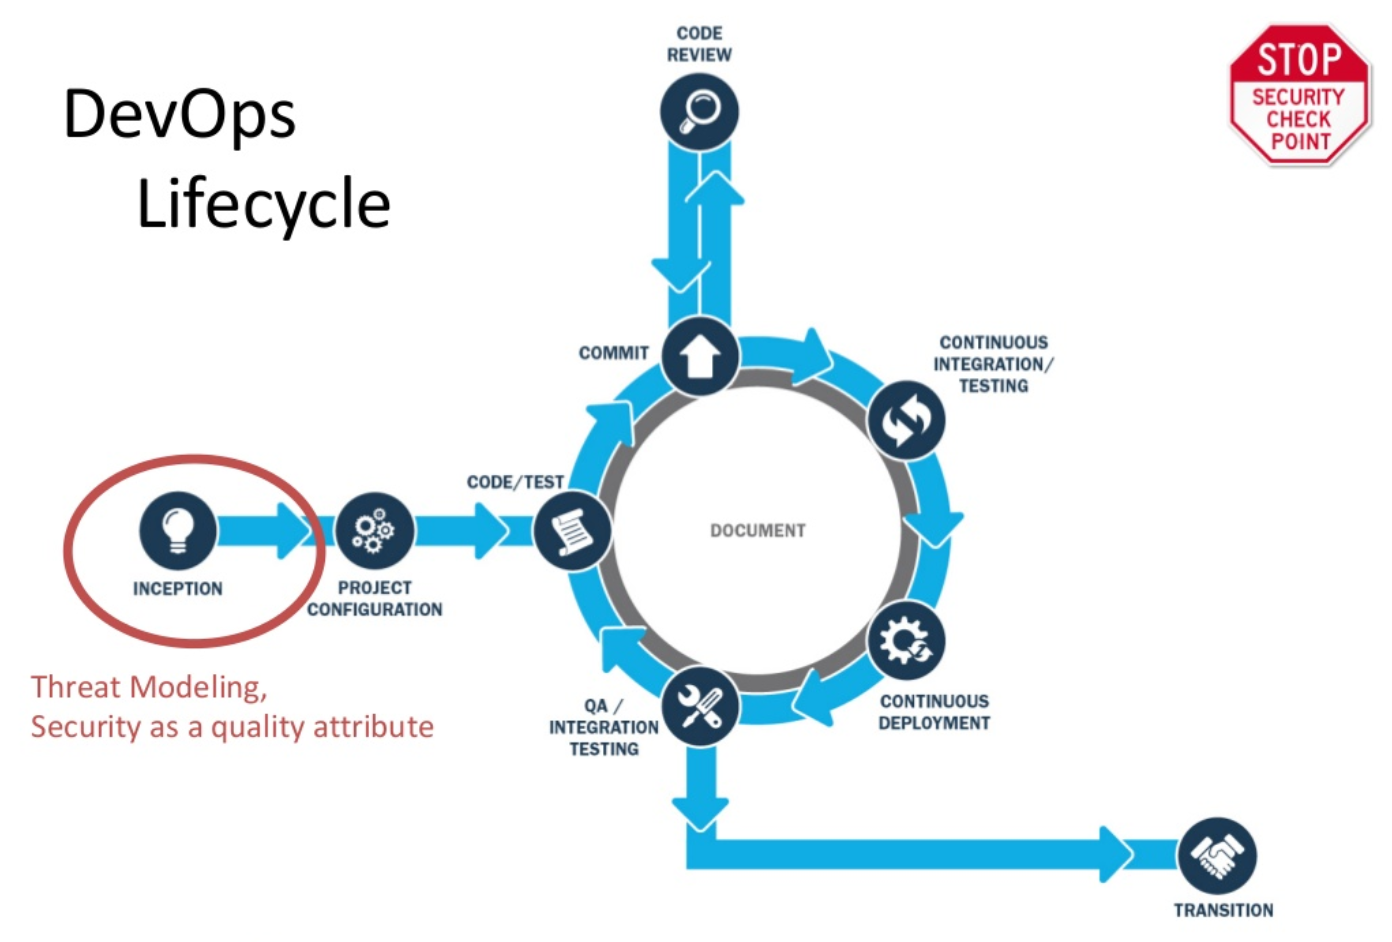 DevOps
Lifecycle
CODE
REVIEW
STOP
SECURITY
CHECK
POINT
COMMIT
CONTINUOUS
INTEGRATION/
TESTING
CODE/TEST
DOCUMENT
INCEPTION
PROJECT
CONFIGURATION
Threat Modeling,
Security as a quality attribute
QA /
INTEGRATION
TESTING
CONTINUOUS
DEPLOYMENT
TRANSITION